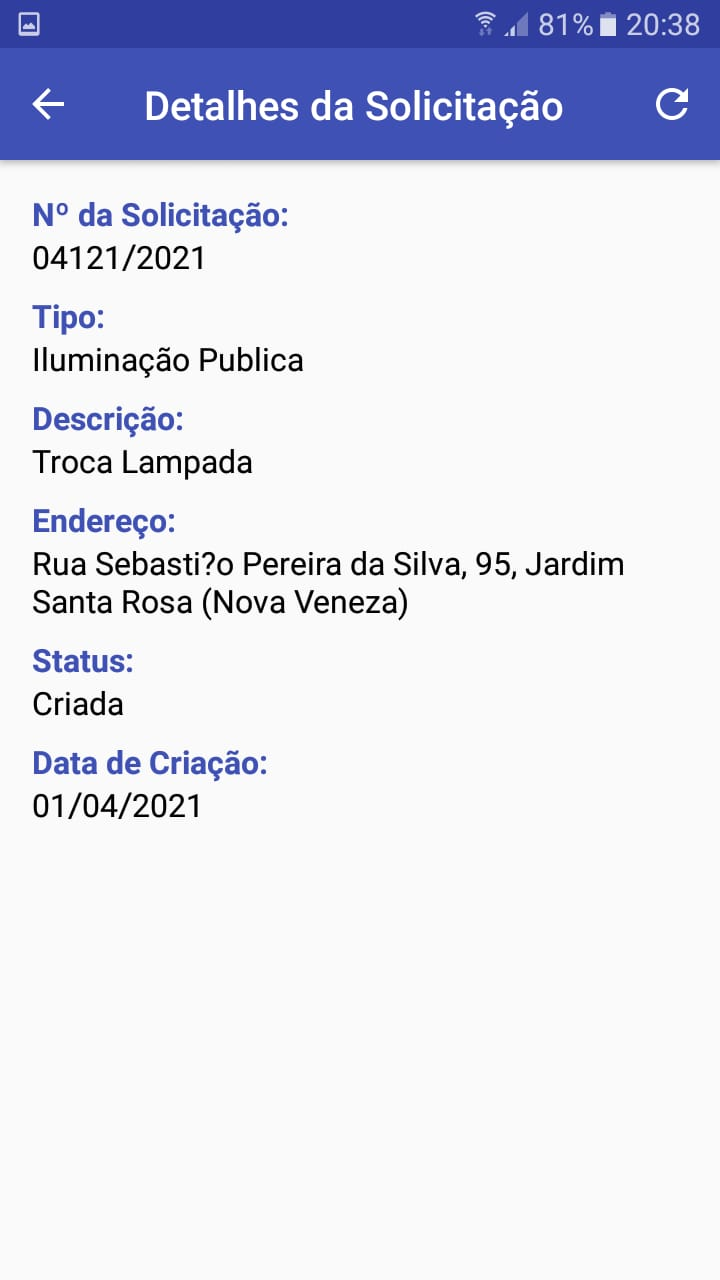 81% 20:38
Detalhes da Solicitação
Nº da Solicitação:
04121/2021
Tipo:
Iluminação Publica
Descrição:
Troca Lampada
Endereço:
Rua Sebasti?o Pereira da Silva, 95, Jardim
Santa Rosa (Nova Veneza)
Status:
Criada
Data de Criação:
01/04/2021